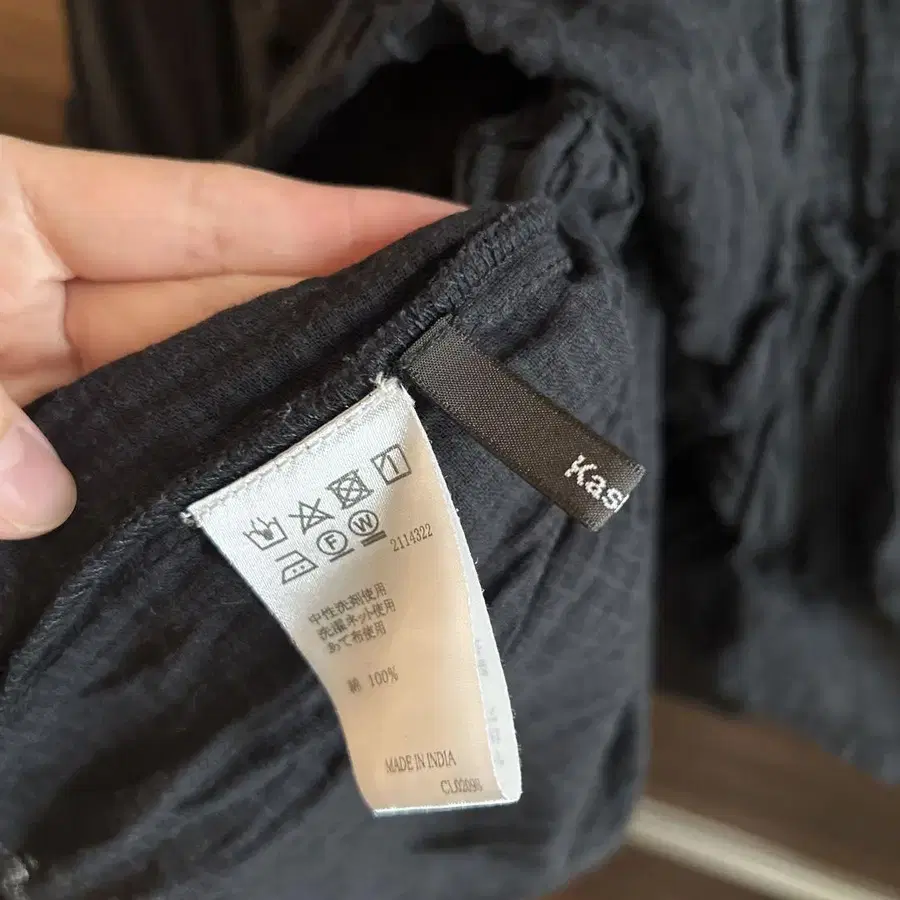 Kas
F W
2114322
中性洗剤使用
洗濯ネット使用
あて布使用
綿 100%
MADE IN INDIA